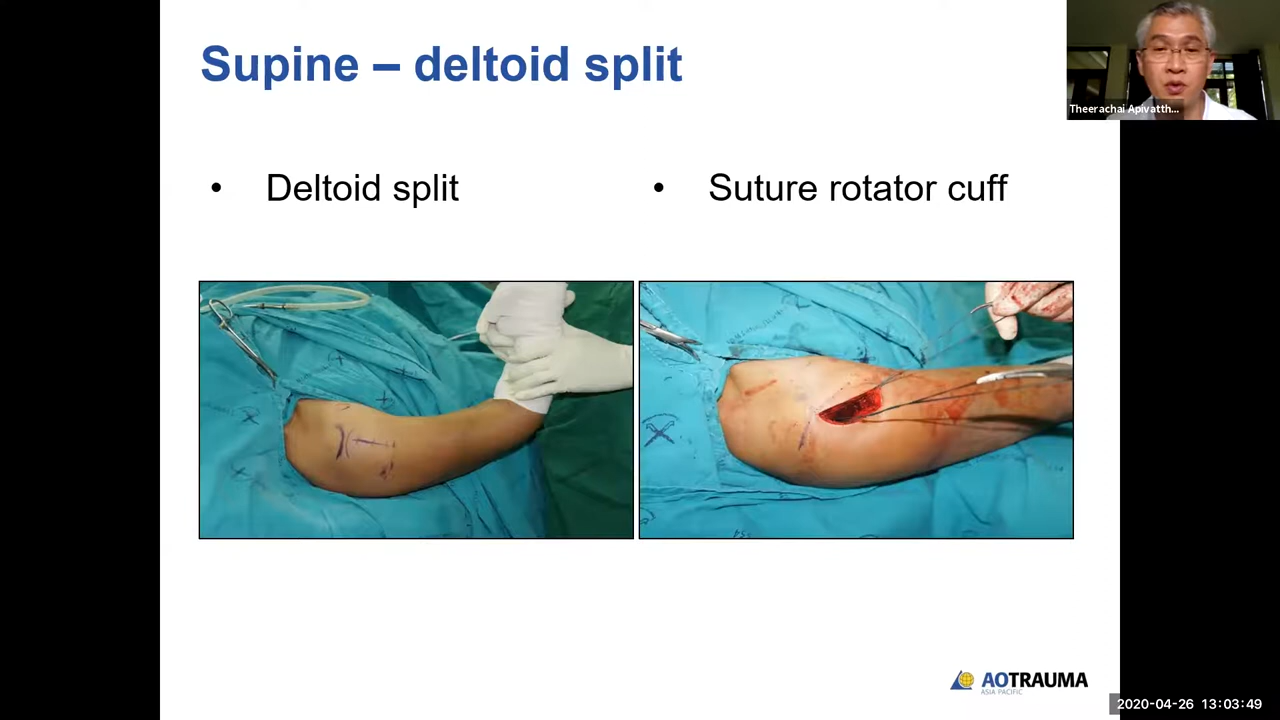 Supine – deltoid split
Theerachai Apivatth...
• Deltoid split
• Suture rotator cuff
AOTRAUMA
ASIA PACIFIC
2020-04-26 13:03:49